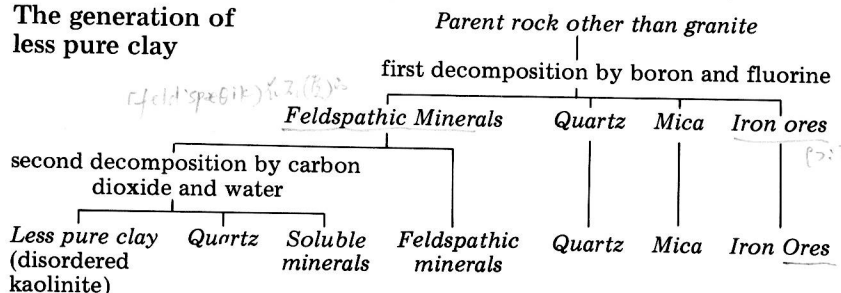 The generation of
less pure clay
Parent rock other than granite
first decomposition by boron and fluorine
Feldspathic Minerals Quartz Mica Iron ores
second decomposition by carbon
dioxide and water
Less pure clay Quartz Soluble Feldspathic Quartz Mica Iron Ores
(disordered minerals minerals
kaolinite)